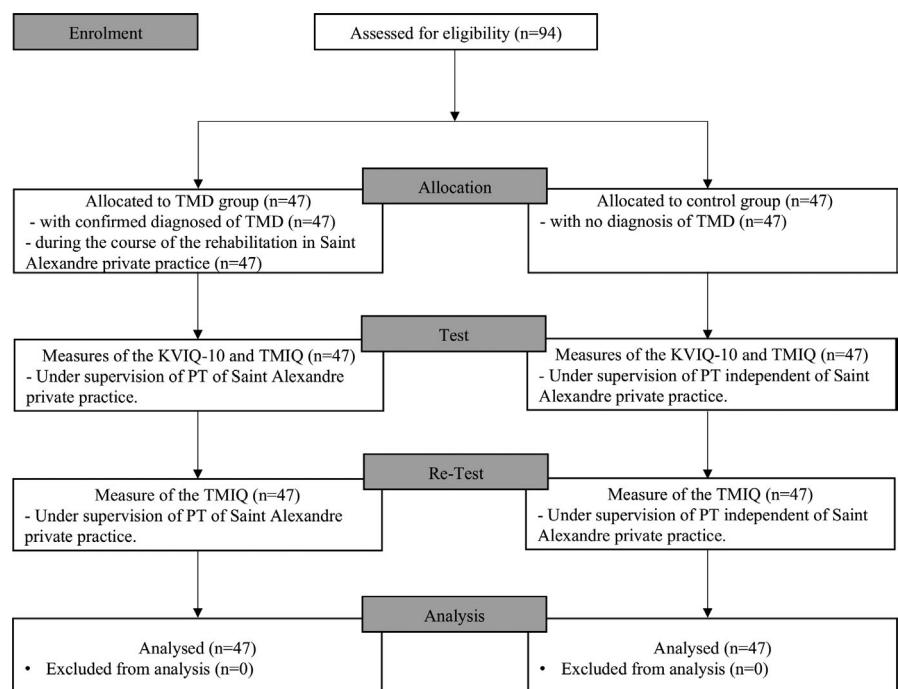 Enrolment
Assessed for eligibility (n=94)
Allocation
Allocated to TMD group (n=47)
- with confirmed diagnosed of TMD (n=47)
- during the course of the rehabilitation in Saint
Alexandre private practice (n=47)
Allocated to control group (n=47)
- with no diagnosis of TMD (n=47)
Test
Measures of the KVIQ-10 and TMIQ (n=47)
- Under supervision of PT of Saint Alexandre
private practice.
Measures of the KVIQ-10 and TMIQ (n=47)
- Under supervision of PT independent of Saint
Alexandre private practice.
Re-Test
Measure of the TMIQ (n=47)
- Under supervision of PT of Saint Alexandre
private practice.
Measure of the TMIQ (n=47)
- Under supervision of PT independent of Saint
Alexandre private practice.
Analysis
Analysed (n=47)
• Excluded from analysis (n=0)
Analysed (n=47)
• Excluded from analysis (n=0)